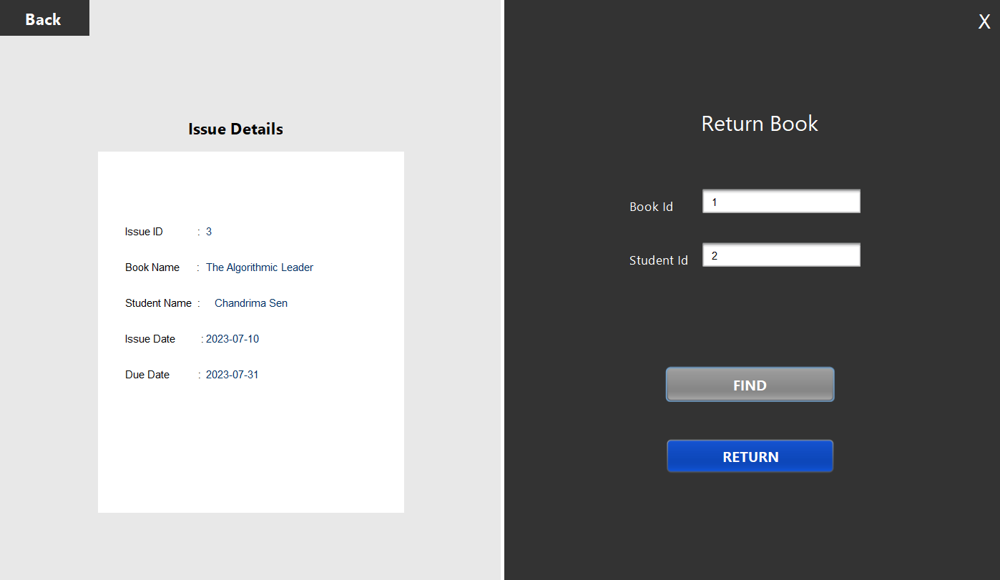 Back
X
Issue Details
Issue ID : 3
Book Name : The Algorithmic Leader
Student Name : Chandrima Sen
Issue Date : 2023-07-10
Due Date : 2023-07-31
Return Book
Book Id 1
Student Id 2
FIND
RETURN